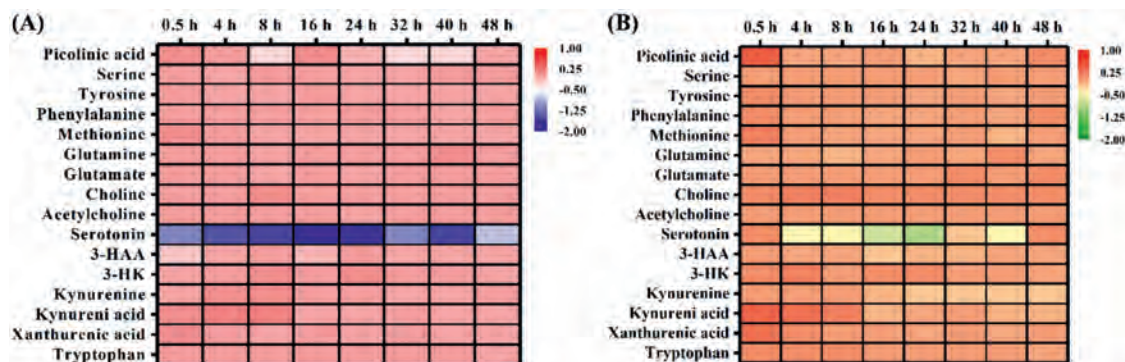 (A)
0.5 h 4 h 8 h 16 h 24 h 32 h 40 h 48 h
Picolinic acid
Serine
Tyrosine
Phenylalanine
Methionine
Glutamine
Glutamate
Choline
Acetylcholine
Serotonin
3-HAA
3-HK
Kynurenine
Kynureni acid
Xanthurenic acid
Tryptophan
1.00
0.25
-0.50
-1.25
-2.00
(B)
0.5 h 4 h 8 h 16 h 24 h 32 h 40 h 48 h
Picolinic acid
Serine
Tyrosine
Phenylalanine
Methionine
Glutamine
Glutamate
Choline
Acetylcholine
Serotonin
3-HAA
3-HK
Kynurenine
Kynureni acid
Xanthurenic acid
Tryptophan
1.00
0.25
-0.50
-1.25
-2.00